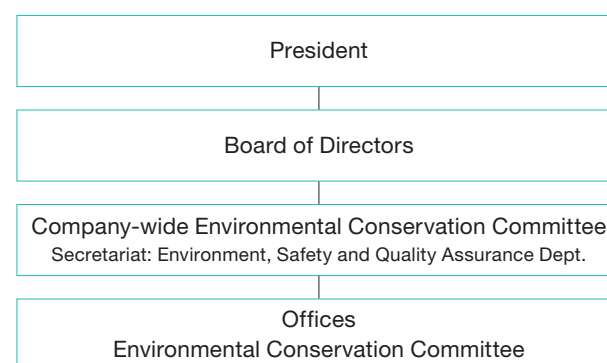 President
Board of Directors
Company-wide Environmental Conservation Committee
Secretariat: Environment, Safety and Quality Assurance Dept.
Offices
Environmental Conservation Committee